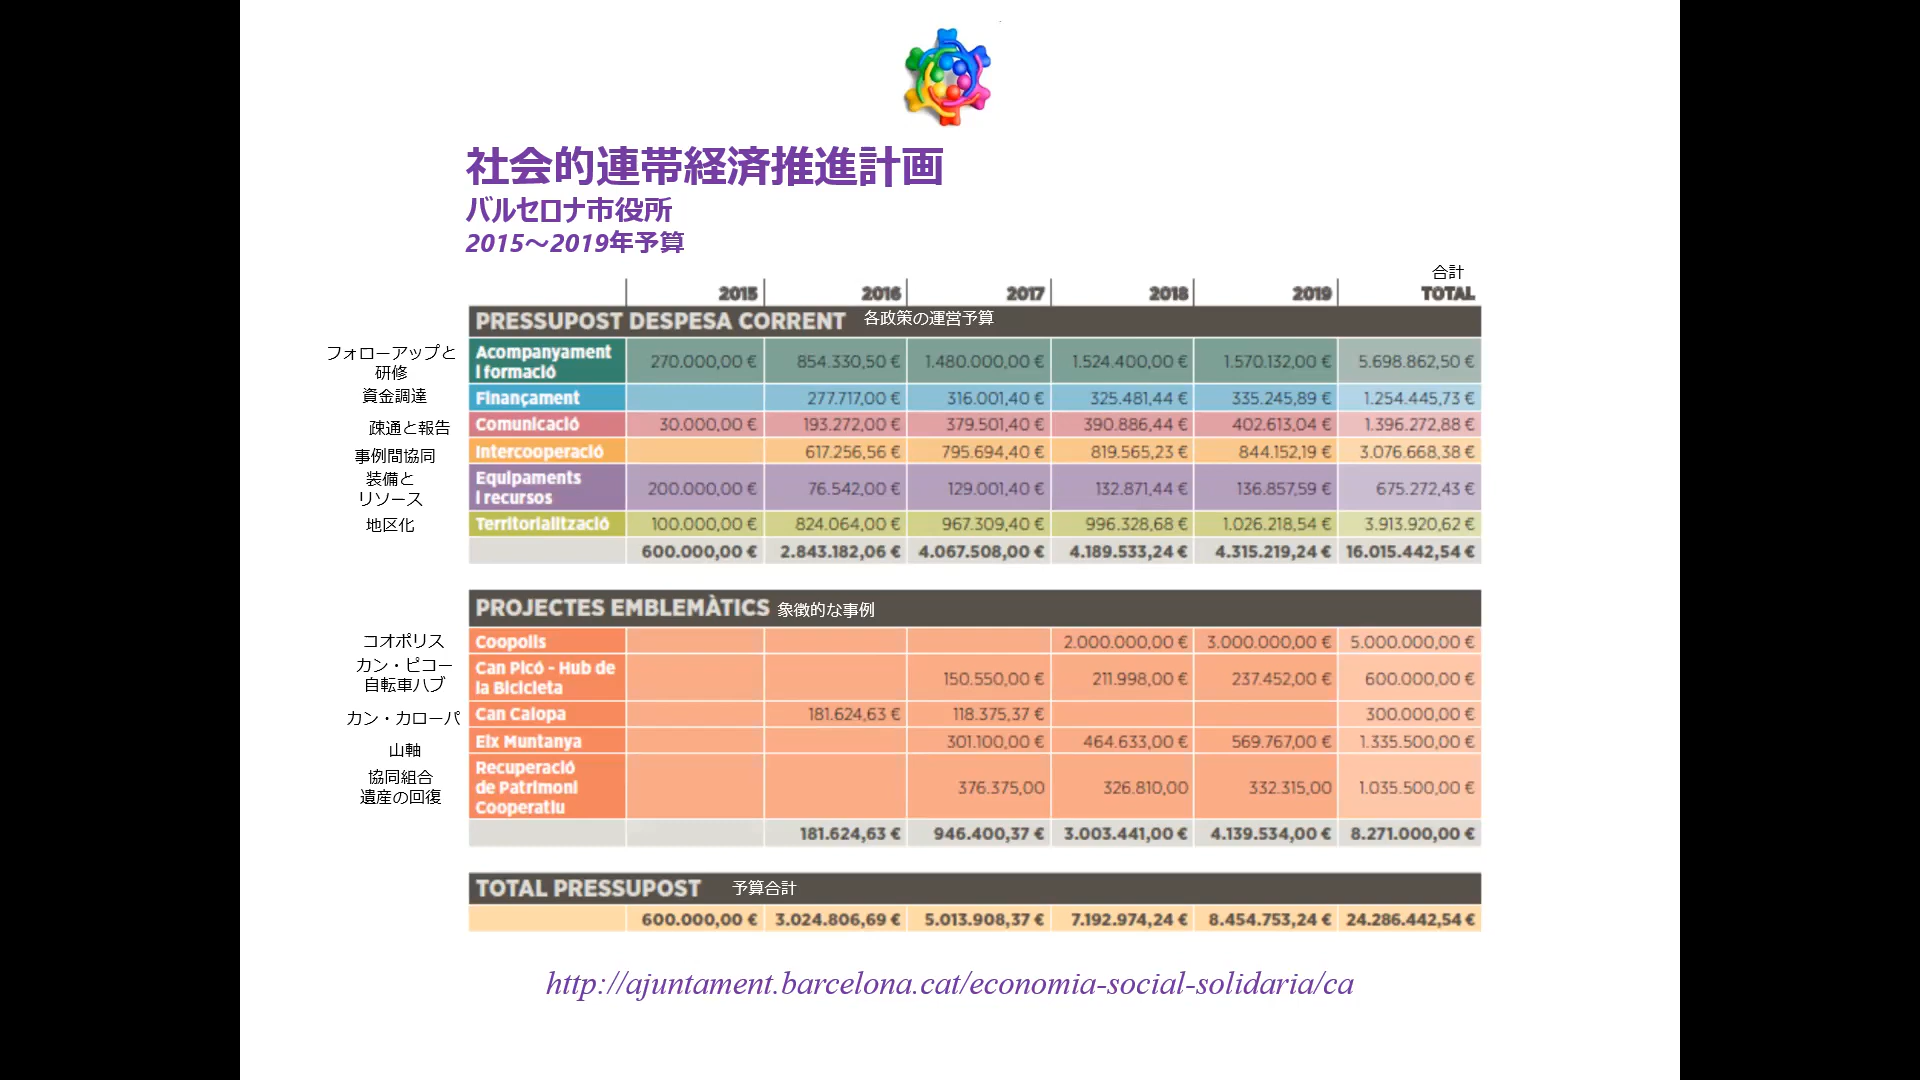 社会的連帯経済推進計画
バルセロナ市役所
2015～2019年予算
合計
2015 2016 2017 2018 2019 TOTAL
PRESSUPOST DESPESA CORRENT 各政策の運営予算
フォローアップと
研修
Acompanyament
i formació
270.000,00 € 854.330,50 € 1.480.000,00 € 1.524.400,00 € 1.570.132,00 € 5.698.862,50 €
資金調達 Finançament 277.717,00 € 316.001,40 € 325.481,44 € 335.245,89 € 1.254.445,73 €
疎通と報告 Comunicació 30.000,00 € 193.272,00 € 379.501,40 € 390.886,44 € 402.613,04 € 1.396.272,88 €
事例間協同 Intercooperació 617.256,56 € 795.694,40 € 819.565,23 € 844.152,19 € 3.076.668,38 €
装備と
リソース
Equipaments
i recursos
200.000,00 € 76.542,00 € 129.001,40 € 132.871,44 € 136.857,59 € 675.272,43 €
地区化 Territorialització 100.000,00 € 824.064,00 € 967.309,40 € 996.328,68 € 1.026.218,54 € 3.913.920,62 €
600.000,00 € 2.843.182,06 € 4.067.508,00 € 4.189.533,24 € 4.315.219,24 € 16.015.442,54 €
PROJECTES EMBLEMÀTICS 象徴的な事例
コオポリス Coopolis 2.000.000,00 € 3.000.000,00 € 5.000.000,00 €
カン・ピコー
自転車ハブ
Can Picó - Hub de
la Bicicleta
150.550,00 € 211.998,00 € 237.452,00 € 600.000,00 €
カン・カローパ Can Calopa 181.624,63 € 118.375,37 € 300.000,00 €
山軸 Eix Muntanya 301.100,00 € 464.633,00 € 569.767,00 € 1.335.500,00 €
協同組合
遺産の回復
Recuperació
de Patrimoni
Cooperatiu
376.375,00 326.810,00 332.315,00 1.035.500,00 €
181.624,63 € 946.400,37 € 3.003.441,00 € 4.139.534,00 € 8.271.000,00 €
TOTAL PRESSUPOST 予算合計
600.000,00 € 3.024.806,69 € 5.013.908,37 € 7.192.974,24 € 8.454.753,24 € 24.286.442,54 €
http://ajuntament.barcelona.cat/economia-social-solidaria/ca